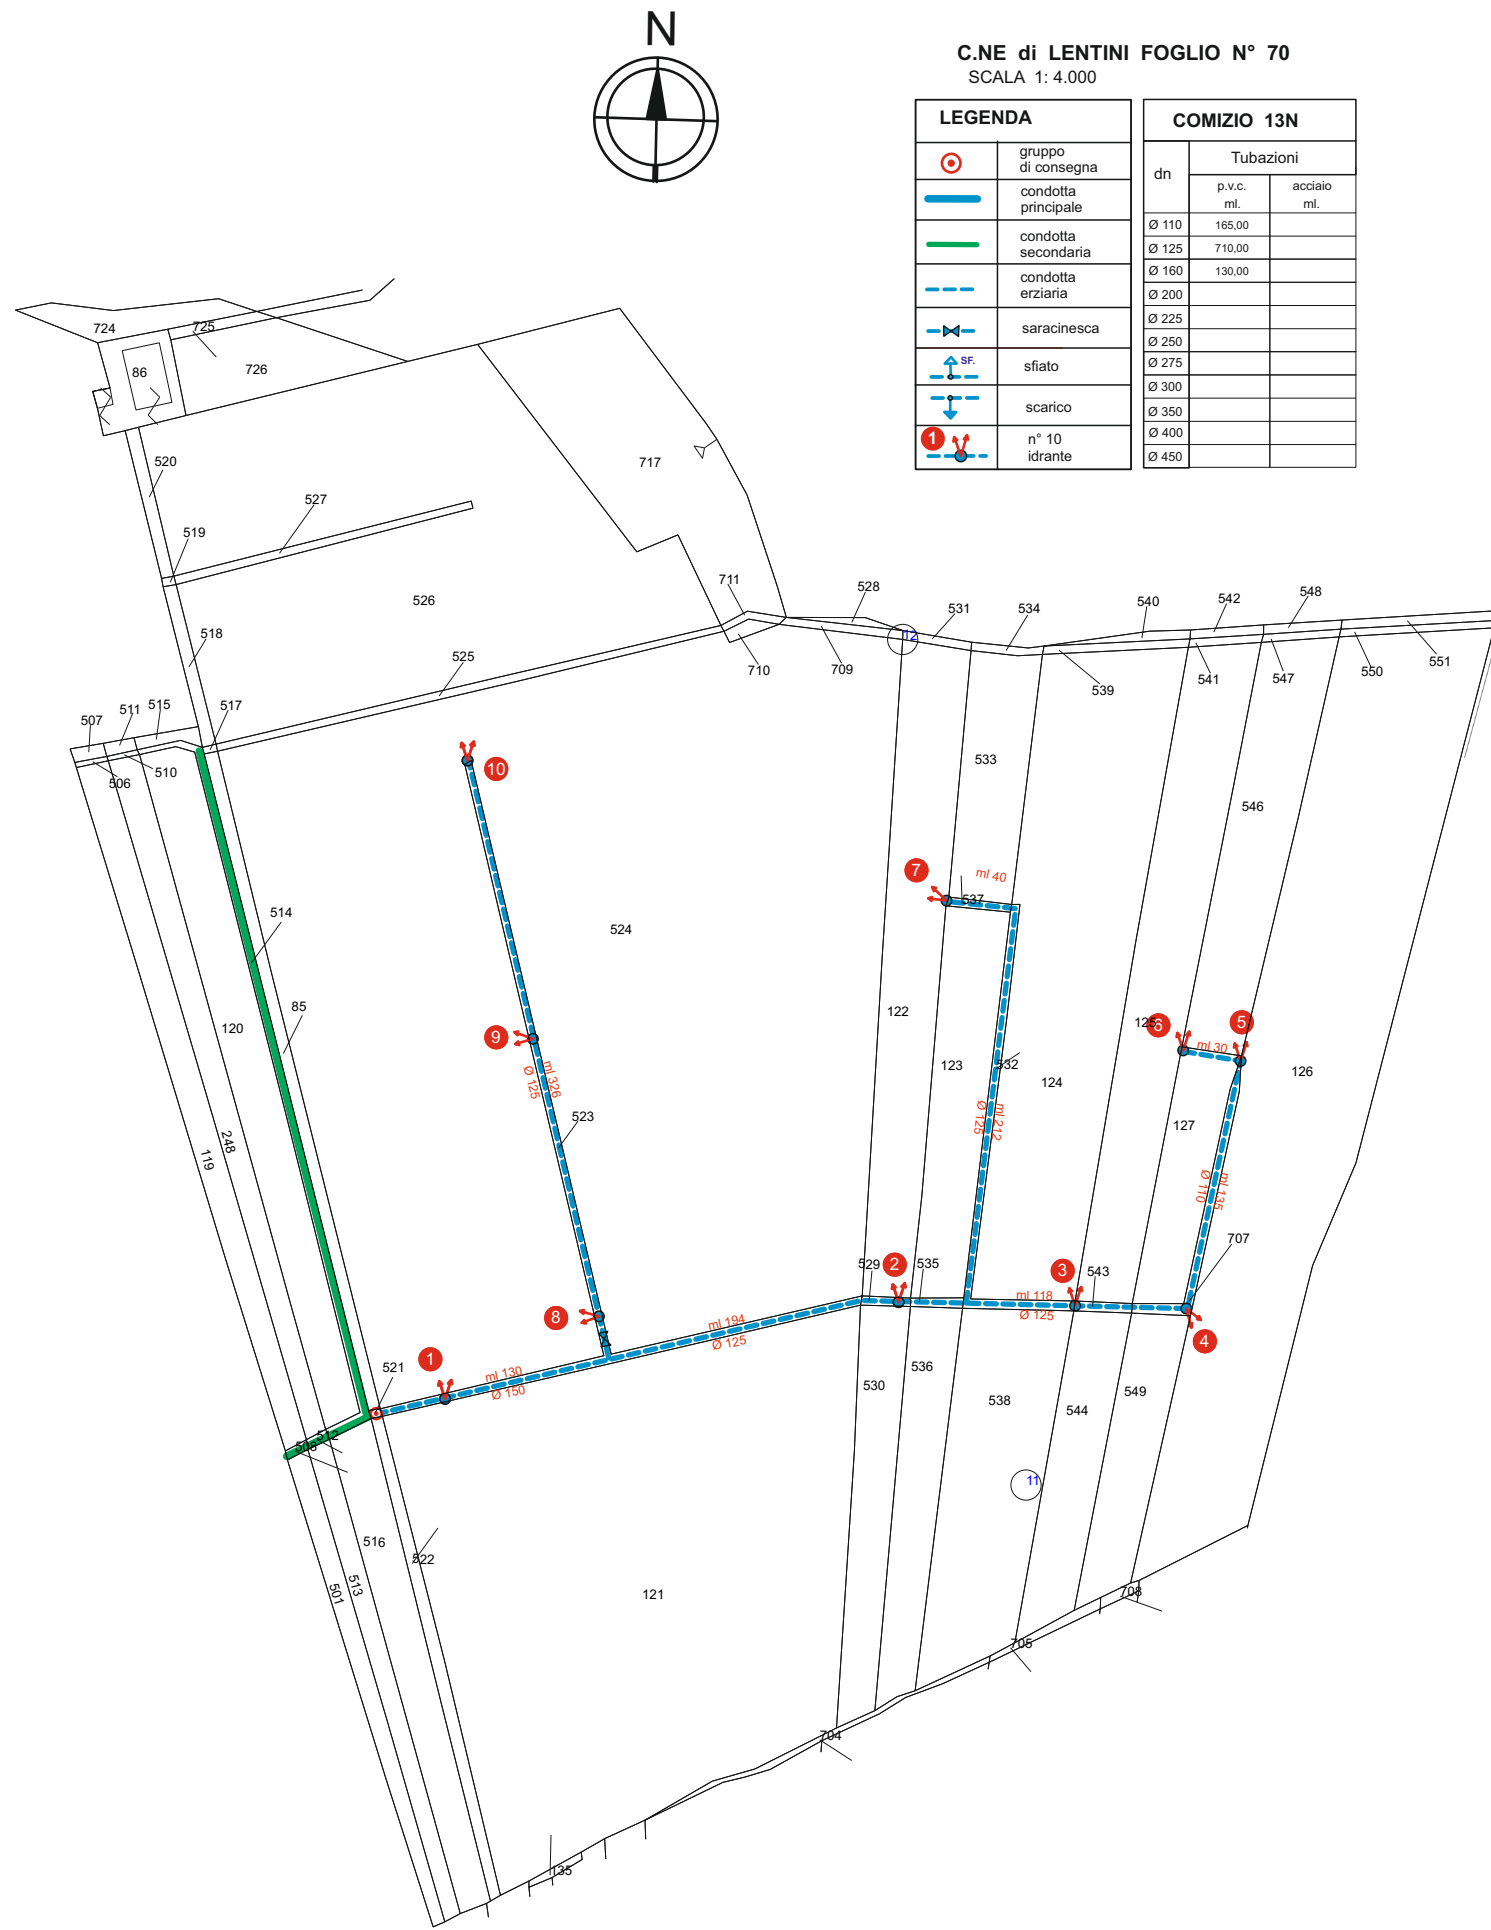 N
C.NE di LENTINI FOGLIO N° 70
SCALA 1: 4.000
LEGENDA
gruppo
di consegna
condotta
principale
condotta
secondaria
condotta
erziaria
saracinesca
SF.
sfiato
scarico
1
n° 10
idrante
COMIZIO 13N
dn
Tubazioni
p.v.c.
ml.
acciaio
ml.
Ø 110 165,00
Ø 125 710,00
Ø 160 130,00
Ø 200
Ø 225
Ø 250
Ø 275
Ø 300
Ø 350
Ø 400
Ø 450
724
725
86
726
717
520
527
519
526
711
528
531
534
540
542
548
518
12
525
710
709
539
541
547
550
551
507
511
515
517
506
510
10
533
546
7
ml 40
537
514
524
85
120
9
122
125
6
5
ml 30
123
532
124
126
ml 326
Ø 125
523
ml 212
Ø 125
127
248
119
ml 135
Ø 110
707
529
2
535
3
543
8
ml 194
Ø 125
ml 118
Ø 125
4
1
521
ml 130
Ø 150
536
530
538
544
549
512
508
11
516
522
513
501
121
708
705
704
135